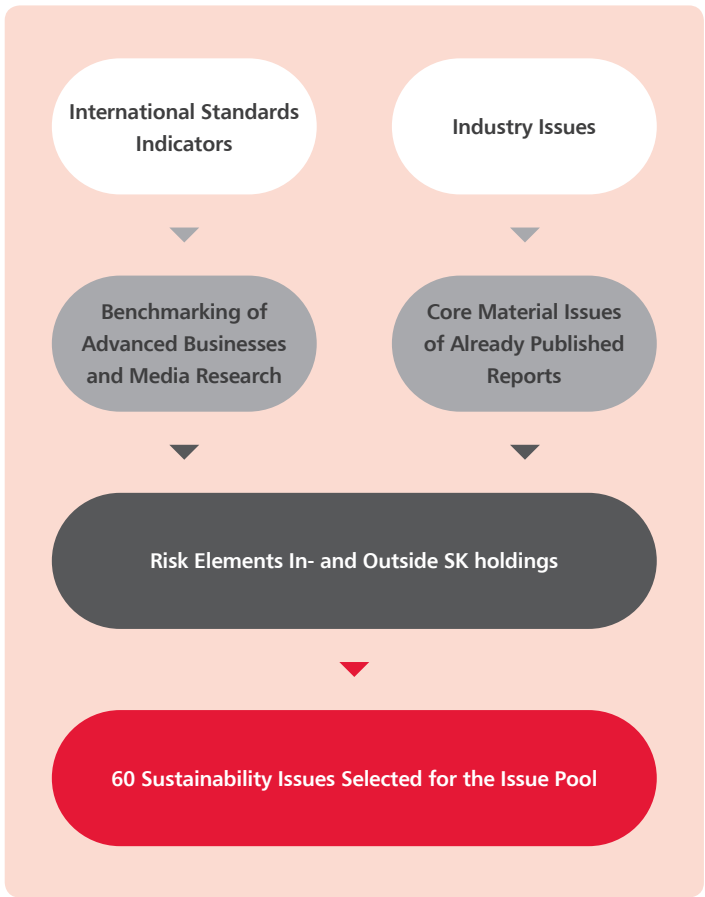 International Standards
Indicators
Industry Issues
Benchmarking of
Advanced Businesses
and Media Research
Core Material Issues
of Already Published
Reports
Risk Elements In- and Outside SK holdings
60 Sustainability Issues Selected for the Issue Pool